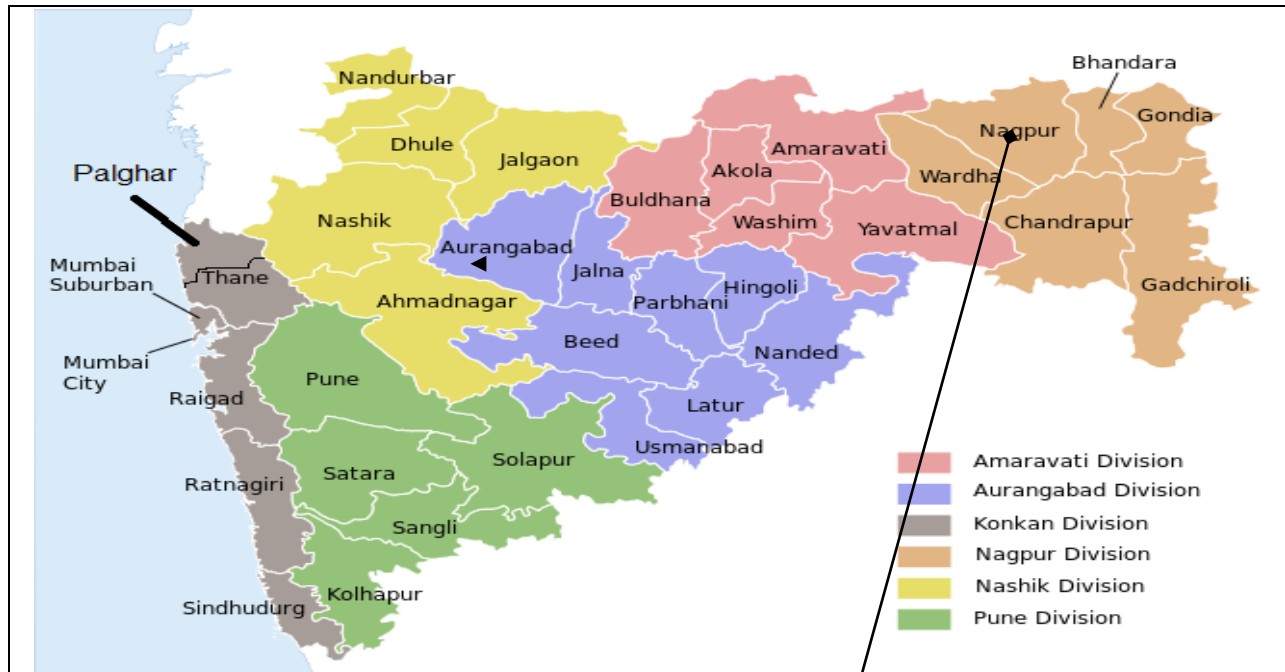 Nandurbar
Bhandara
Gondia
Dhule
Jalgaon
Nagpur
Amaravati
Akola
Wardha
Palghar
Buldhana
Nashik
Washim
Yavatmal
Chandrapur
Aurangabad
Jalna
Mumbai
Suburban
Thane
Parbhani
Hingoli
Gadchiroli
Ahmadnagar
Beed
Nanded
Mumbai
City
Pune
Raigad
Latur
Usmanabad
Solapur
Satara
Ratnagiri
Sangli
Kolhapur
Sindhudurg
Amaravati Division
Aurangabad Division
Konkan Division
Nagpur Division
Nashik Division
Pune Division